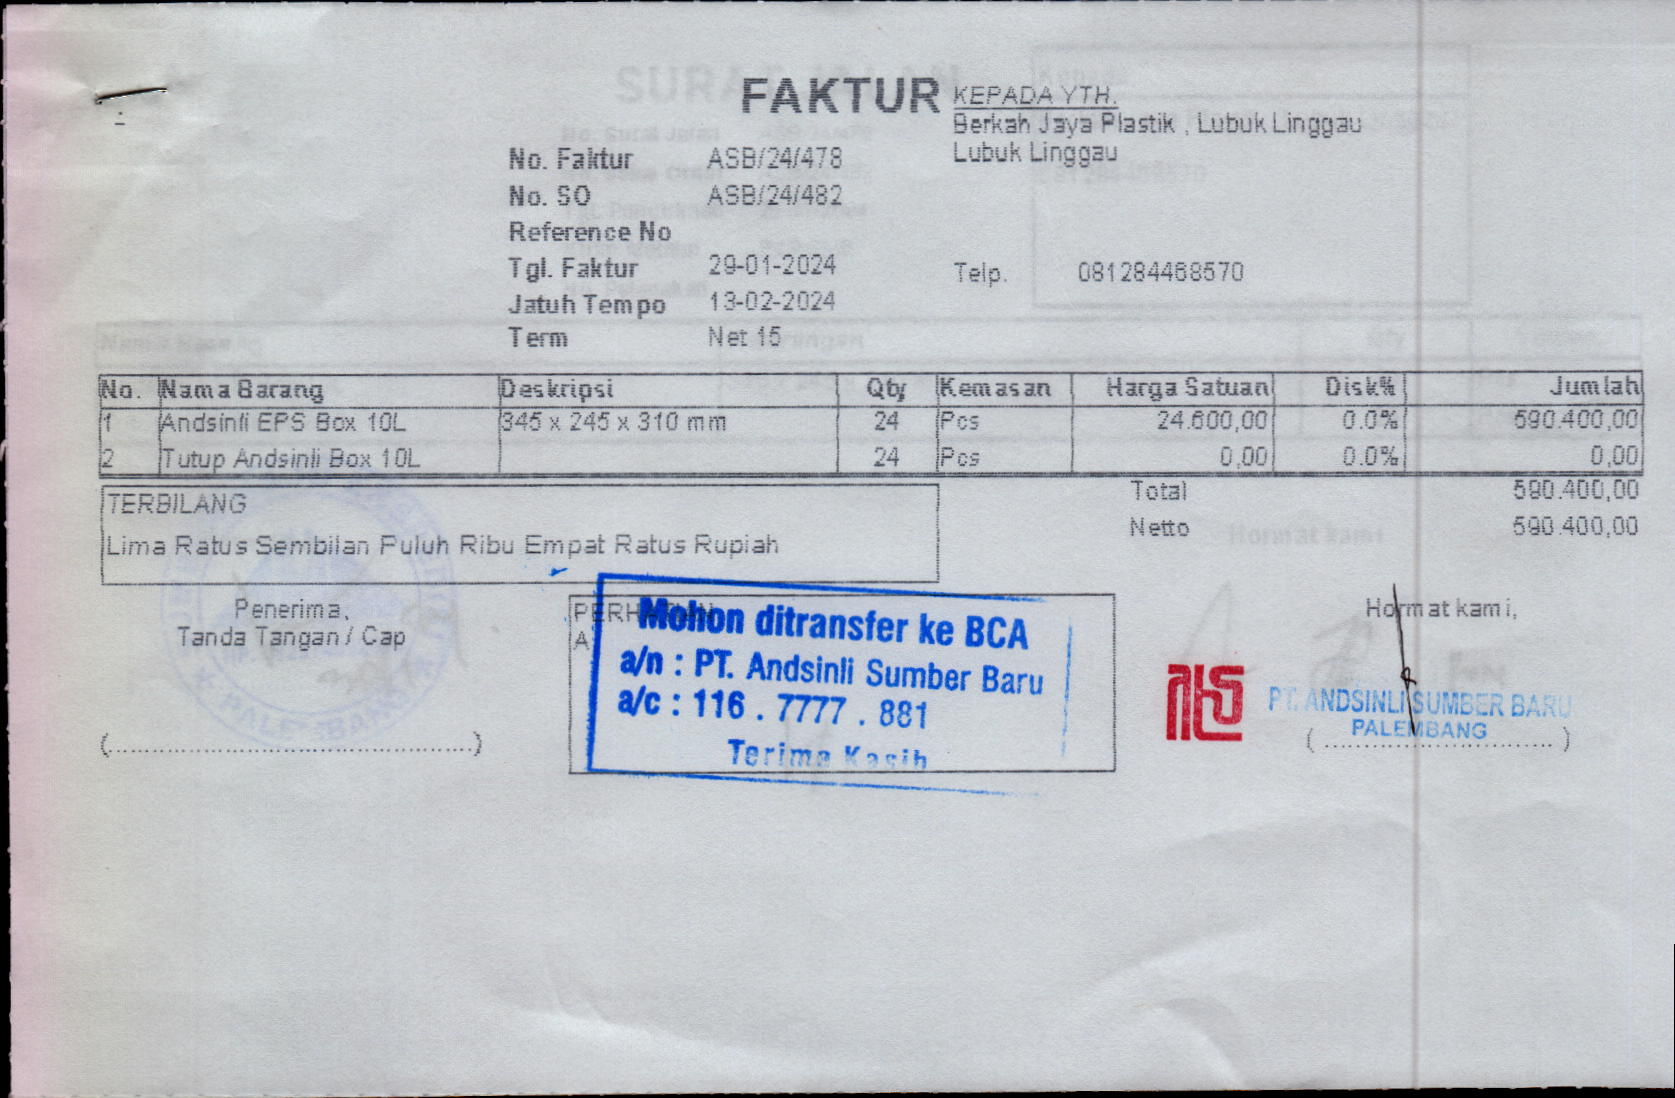 FAKTUR
KEPADA YTH.
Berkah Jaya Plastik , Lubuk Linggau
Lubuk Linggau
No. Faktur ASB/24/478
No. SO ASB/24/482
Reference No
Tgl. Faktur 29-01-2024
Telp. 081284468570
Jatuh Tempo 13-02-2024
Term Net 15
No. Nama Barang Deskripsi Qty Kemasan Harga Satuan Disk% Jumlah
1 Andsinli EPS Box 10L 345 x 245 x 310 mm 24 Pcs 24.600,00 0.0% 590.400,00
2 Tutup Andsinli Box 10L 24 Pcs 0,00 0.0% 0,00
TERBILANG
Lima Ratus Sembilan Puluh Ribu Empat Ratus Rupiah
Total 590.400,00
Netto 590.400,00
Penerima,
Tanda Tangan / Cap
(..........................................................)
Mohon ditransfer ke BCA
a/n : PT. Andsinli Sumber Baru
a/c : 116 . 7777 . 881
Terima Kasih
Hormat kami,
PT. ANDSINLI SUMBER BARU
PALEMBANG
( .................................... )